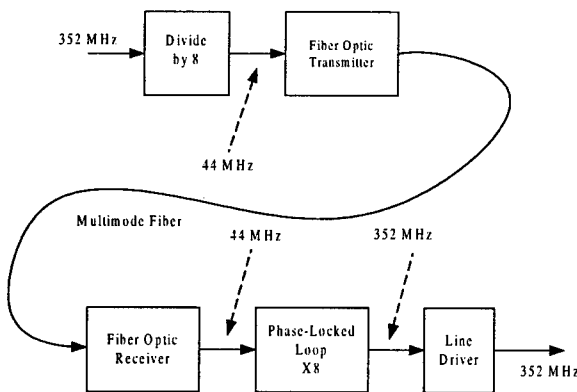 352 MHz
Divide
by 8
Fiber Optic
Transmitter
44 MHz
Multimode Fiber
44 MHz
352 MHz
Fiber Optic
Receiver
Phase-Locked
Loop
X8
Line
Driver
352 MHz